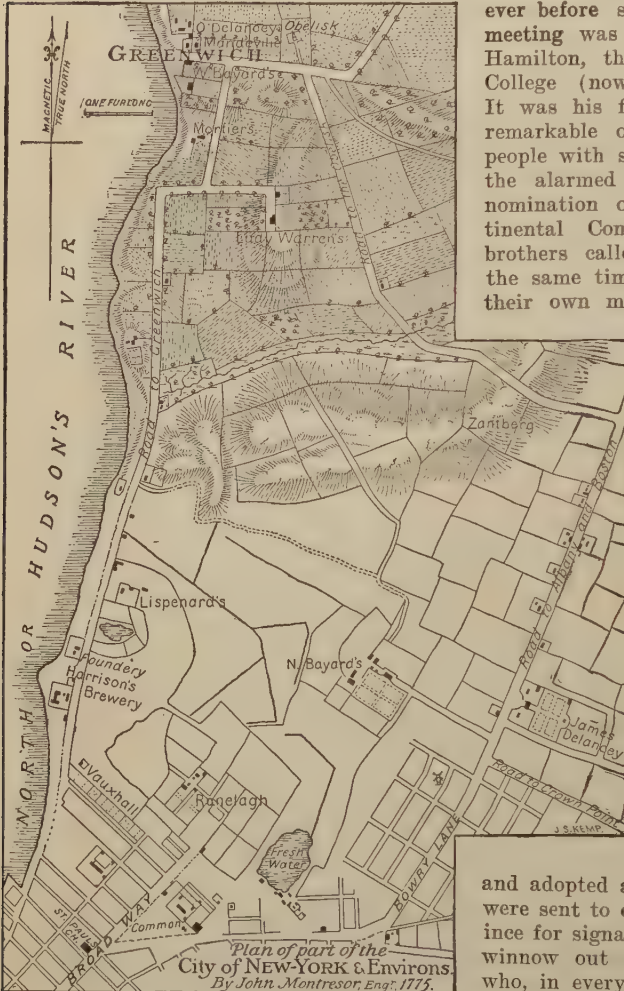 ever before
meeting was
Hamilton, th
College (now
It was his f
remarkable o
people with s
the alarmed
nomination o
tinental Com
brothers calle
the same tim
their own m
MAGNETIC
TRUE NORTH
1 ONE FURLONG
O. Delancey
Obelisk
Mandeville
GREENWICH
W. Bayard's
Mortier's
Lady Warren's
Road to Greenwich
NORTH OR HUDSON'S RIVER
Zantberg
Road to Albany and Boston
Lispenard's
Foundery
Harrison's
Brewery
N. Bayard's
James
Delancey
Road to Crown Point
J.S.KEMP.
Vauxhall
Ranelagh
Fresh
Water
BOWRY LANE
ST. PAUL'S
CH.
BROAD WAY
Common
Plan of part of the
City of NEW-YORK & Environs.
By John Montresor, Engr., 1775.
and adopted a
were sent to e
ince for signa
winnow out
who, in every